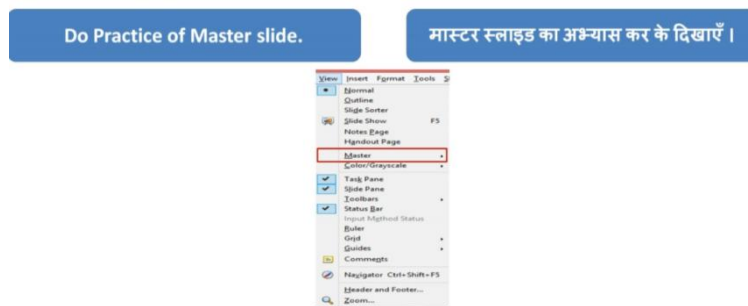 Do Practice of Master slide.
मास्टर स्लाइड का अभ्यास कर के दिखाएँ ।
View Insert Format Tools S
Normal
Outline
Slide Sorter
Slide Show F5
Notes Page
Handout Page
Master
Color/Grayscale
Task Pane
Slide Pane
Toolbars
Status Bar
Input Method Status
Ruler
Grid
Guides
Comments
Navigator Ctrl+Shift+F5
Header and Footer...
Zoom...